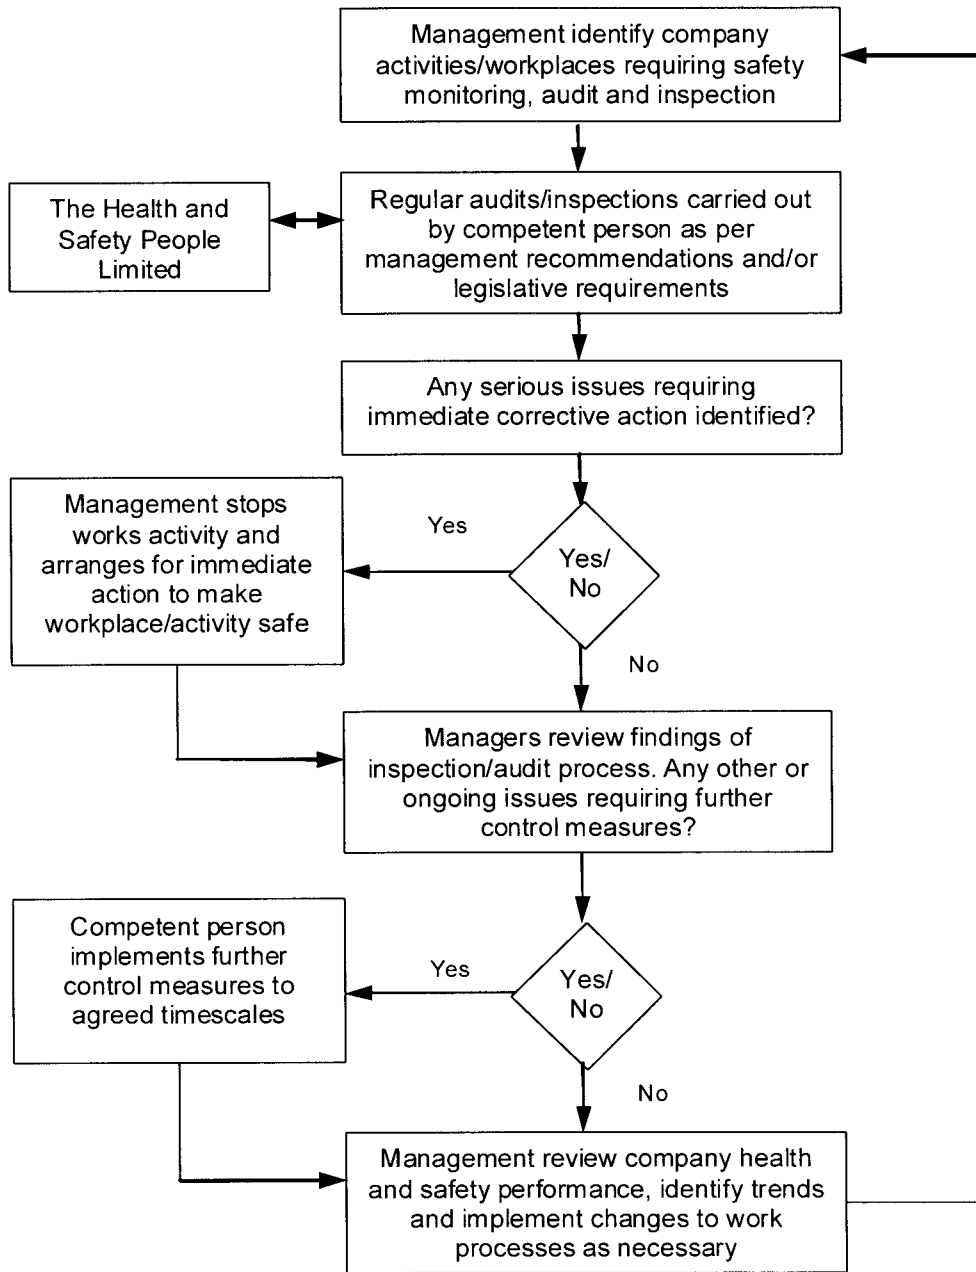 Management identify company
activities/workplaces requiring safety
monitoring, audit and inspection
The Health and
Safety People
Limited
Regular audits/inspections carried out
by competent person as per
management recommendations and/or
legislative requirements
Any serious issues requiring
immediate corrective action identified?
Management stops
works activity and
arranges for immediate
action to make
workplace/activity safe
Yes
Yes/
No
No
Managers review findings of
inspection/audit process. Any other or
ongoing issues requiring further
control measures?
Competent person
implements further
control measures to
agreed timescales
Yes
Yes/
No
No
Management review company health
and safety performance, identify trends
and implement changes to work
processes as necessary